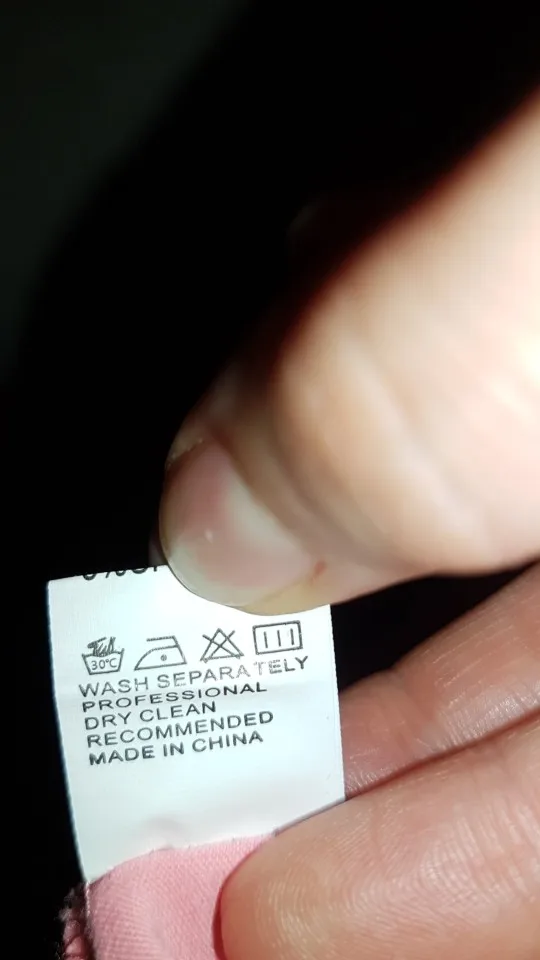 30°C
WASH SEPARATELY
PROFESSIONAL
DRY CLEAN
RECOMMENDED
MADE IN CHINA